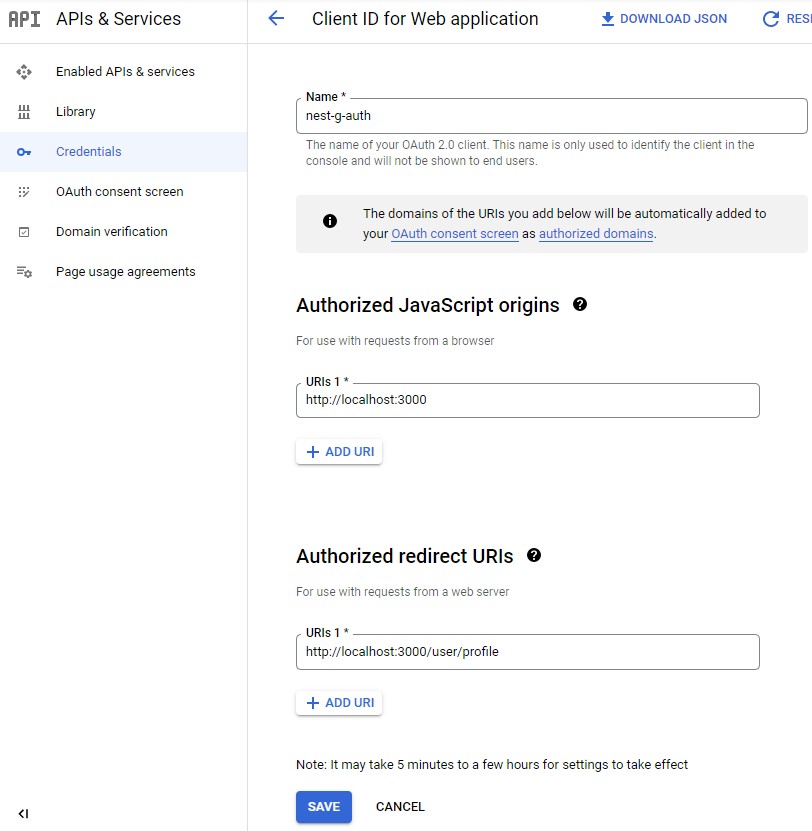 API APIs & Services
Enabled APIs & services
Library
Credentials
OAuth consent screen
Domain verification
Page usage agreements
Client ID for Web application
DOWNLOAD JSON
RES
Name *
nest-g-auth
The name of your OAuth 2.0 client. This name is only used to identify the client in the
console and will not be shown to end users.
The domains of the URIs you add below will be automatically added to
your OAuth consent screen as authorized domains.
Authorized JavaScript origins
For use with requests from a browser
URIs 1 *
http://localhost:3000
ADD URI
Authorized redirect URIs
For use with requests from a web server
URIs 1 *
http://localhost:3000/user/profile
ADD URI
Note: It may take 5 minutes to a few hours for settings to take effect
SAVE CANCEL